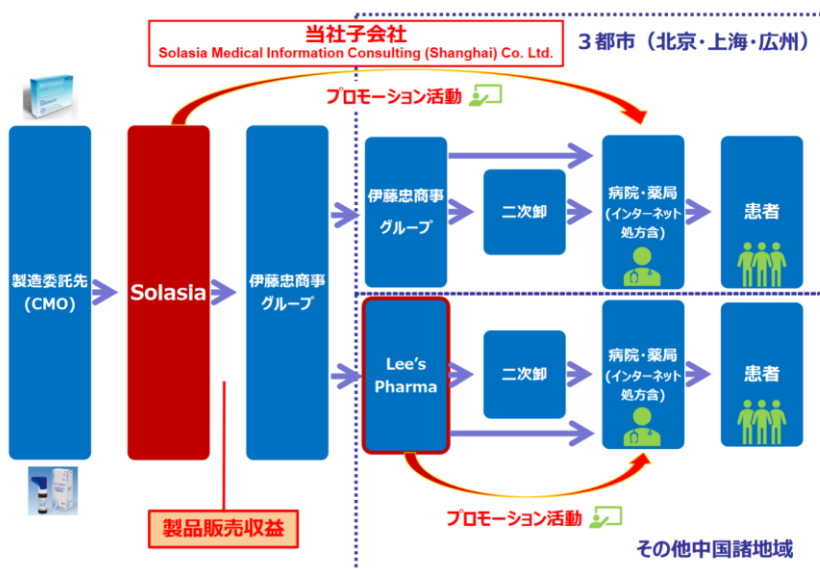 当社子会社
Solasia Medical Information Consulting (Shanghai) Co. Ltd.
3都市（北京・上海・広州）
プロモーション活動
製造委託先
(CMO)
Solasia
伊藤忠商事
グループ
伊藤忠商事
グループ
二次卸
病院・薬局
(インターネット
処方含)
患者
Lee's
Pharma
二次卸
病院・薬局
(インターネット
処方含)
患者
製品販売収益
プロモーション活動
その他中国諸地域